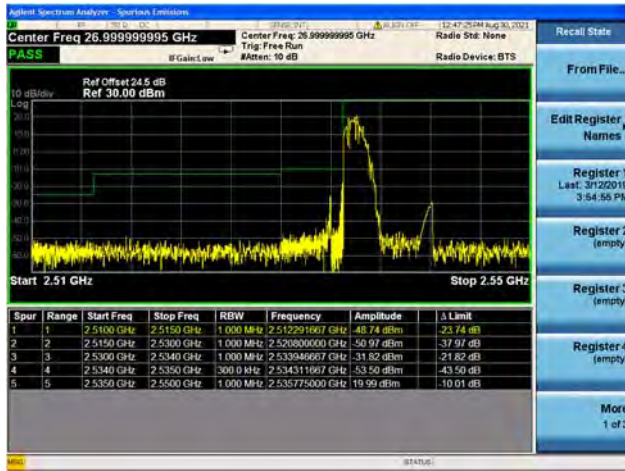 Agilent Spectrum Analyzer - Spurious Emissions
SENSE:INT
ALIGN OFF
12:47:25 PM Aug 30, 2021
Center Freq 26.999999995 GHz
Center Freq: 26.999999995 GHz
Radio Std: None
Trig: Free Run
PASS
IFGain:Low
#Atten: 10 dB
Radio Device: BTS
Ref Offset 24.5 dB
10 dB/div
Ref 30.00 dBm
Log
Start 2.51 GHz
Stop 2.55 GHz
Spur Range Start Freq Stop Freq RBW Frequency Amplitude Δ Limit
1 1 2.5100 GHz 2.5150 GHz 1.000 MHz 2.512291667 GHz -48.74 dBm -23.74 dB
2 2 2.5150 GHz 2.5300 GHz 1.000 MHz 2.520800000 GHz -50.97 dBm -37.97 dB
3 3 2.5300 GHz 2.5340 GHz 1.000 MHz 2.533946667 GHz -31.82 dBm -21.82 dB
4 4 2.5340 GHz 2.5350 GHz 300.0 kHz 2.534311667 GHz -53.50 dBm -43.50 dB
5 5 2.5350 GHz 2.5500 GHz 1.000 MHz 2.535775000 GHz 19.99 dBm -10.01 dB
MSG
STATUS
Recall State
From File..
Edit Register
Names
Register
Last: 3/12/2019
3:54:55 PM
Register 2
(empty
Register 3
(empty
Register 4
(empty
More
1 of